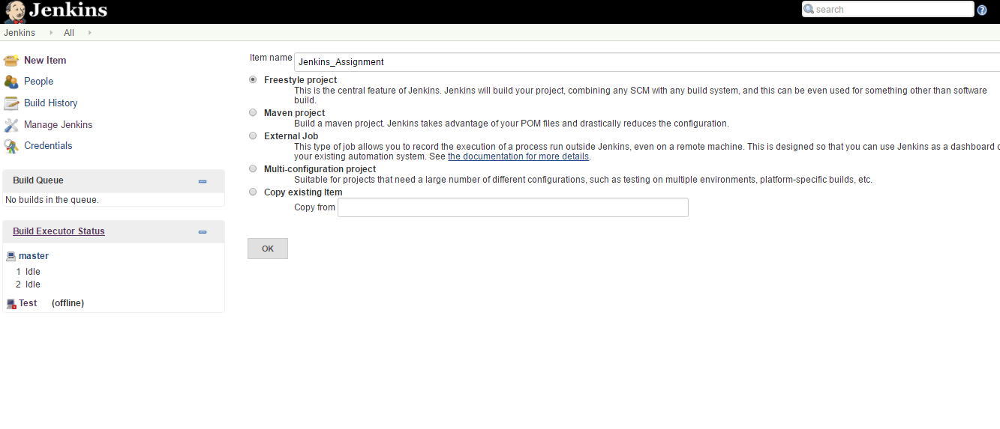 Jenkins
search
Jenkins
All
New Item
People
Build History
Manage Jenkins
Credentials
Build Queue
No builds in the queue.
Build Executor Status
master
1 Idle
2 Idle
Test (offline)
Item name Jenkins_Assignment
Freestyle project
This is the central feature of Jenkins. Jenkins will build your project, combining any SCM with any build system, and this can be even used for something other than software
build.
Maven project
Build a maven project. Jenkins takes advantage of your POM files and drastically reduces the configuration.
External Job
This type of job allows you to record the execution of a process run outside Jenkins, even on a remote machine. This is designed so that you can use Jenkins as a dashboard
your existing automation system. See the documentation for more details.
Multi-configuration project
Suitable for projects that need a large number of different configurations, such as testing on multiple environments, platform-specific builds, etc.
Copy existing Item
Copy from
OK